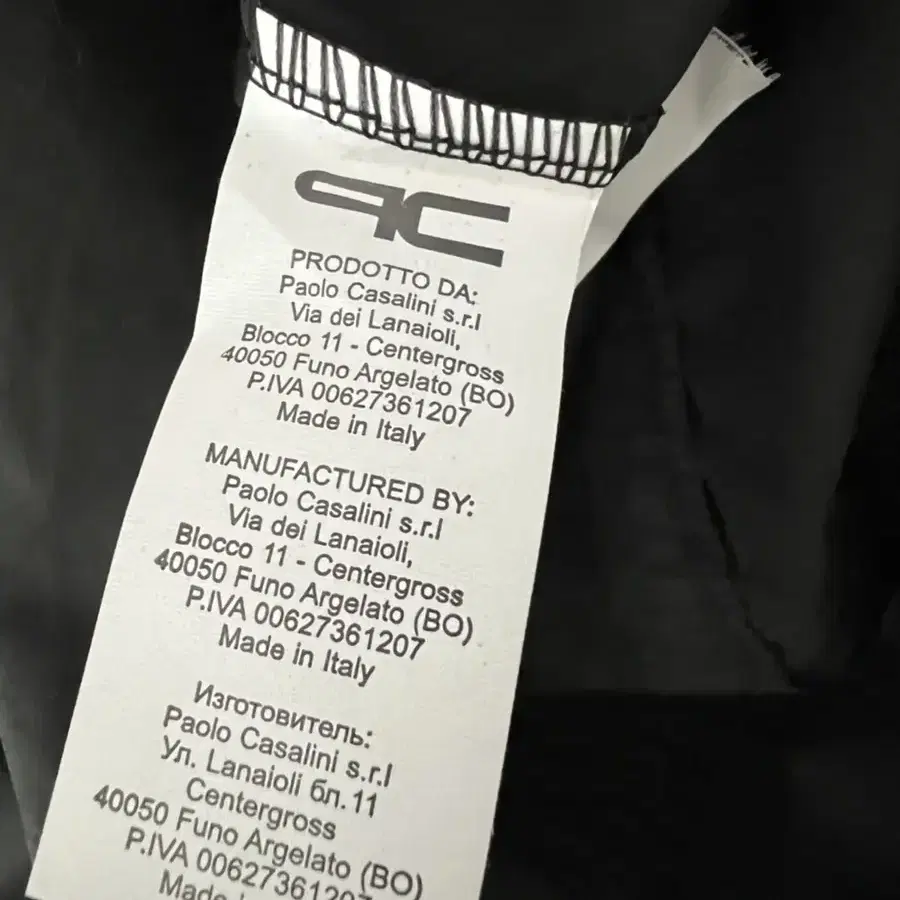 PC
PRODOTTO DA:
Paolo Casalini s.r.l
Via dei Lanaioli,
Blocco 11 - Centergross
40050 Funo Argelato (BO)
P.IVA 00627361207
Made in Italy
MANUFACTURED BY:
Paolo Casalini s.r.l
Via dei Lanaioli,
Blocco 11 - Centergross
40050 Funo Argelato (BO)
P.IVA 00627361207
Made in Italy
Изготовитель:
Paolo Casalini s.r.l
Ул. Lanaioli бл.11
Centergross
40050 Funo Argelato (BO)
P.IVA 00627361207
Made